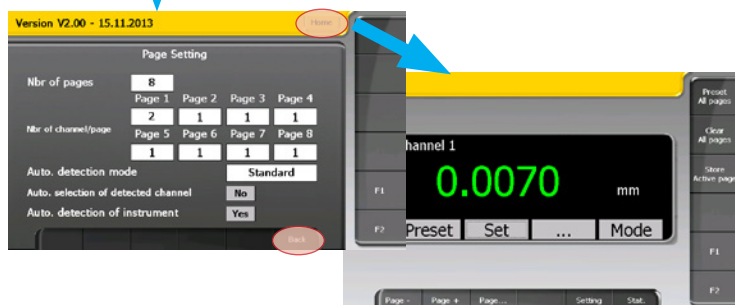 Version V2.00 - 15.11.2013
Home
Page Setting
Nbr of pages 8
Page 1 Page 2 Page 3 Page 4
2 1 1 1
Nbr of channel/page
Page 5 Page 6 Page 7 Page 8
1 1 1 1
Auto. detection mode Standard
Auto. selection of detected channel No
Auto. detection of instrument Yes
Back
F1
F2
Preset
All pages
Clear
All pages
Store
Active page
hannel 1
0.0070 mm
Preset Set ... Mode
F1
F2
Page - Page + Page... Setting Stat.